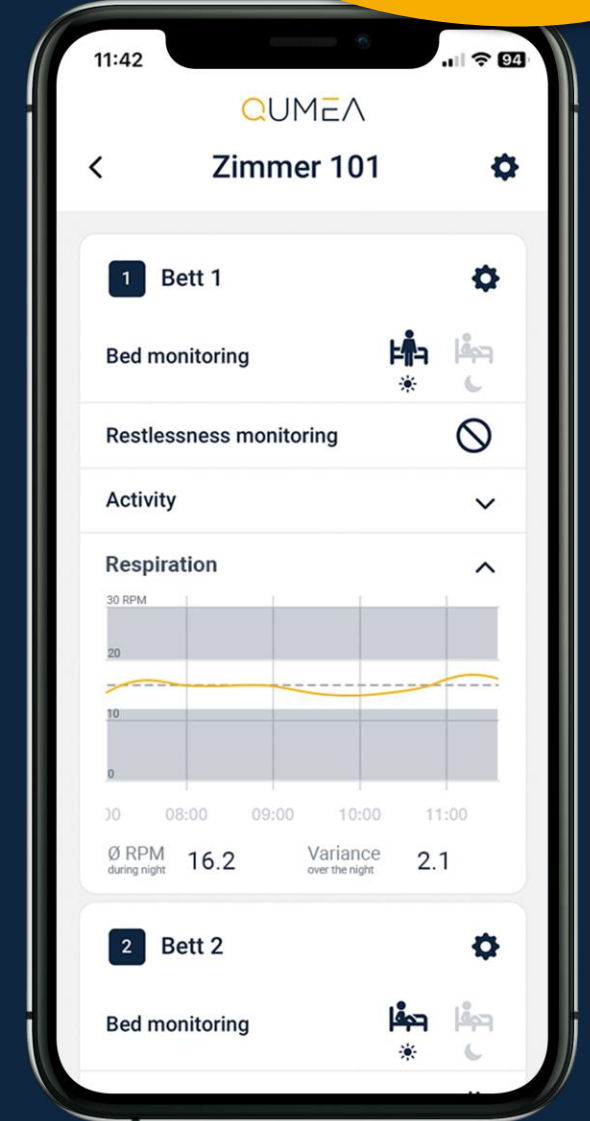 11:42
94
QUMEA
Zimmer 101
1 Bett 1
Bed monitoring
Restlessness monitoring
Activity
Respiration
30 RPM
20
10
0
00 08:00 09:00 10:00 11:00
Ø RPM 16.2 Variance 2.1
during night over the night
2 Bett 2
Bed monitoring